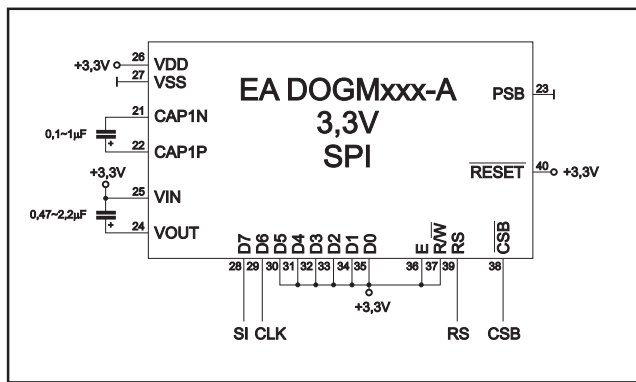 EA DOGMxxx-A
3,3V
SPI
+3,3V
26
VDD
27
VSS
21
CAP1N
0,1~1µF
+
22
CAP1P
+3,3V
25
VIN
0,47~2,2µF
+
24
VOUT
PSB
23
RESET
40
+3,3V
D7
D6
D5
D4
D3
D2
D1
D0
E
R/W
RS
CSB
28
29
30
31
32
33
34
35
36
37
39
38
+3,3V
SI
CLK
RS
CSB